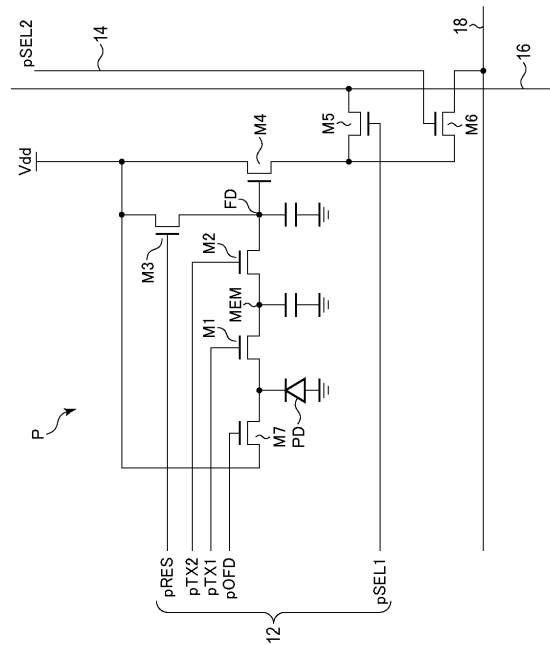 pSEL2
14
18
16
Vdd
M5
M6
M4
FD
M3
M2
MEM
M1
P
PD
M7
pRES
pTX2
pTX1
pOFD
pSEL1
12